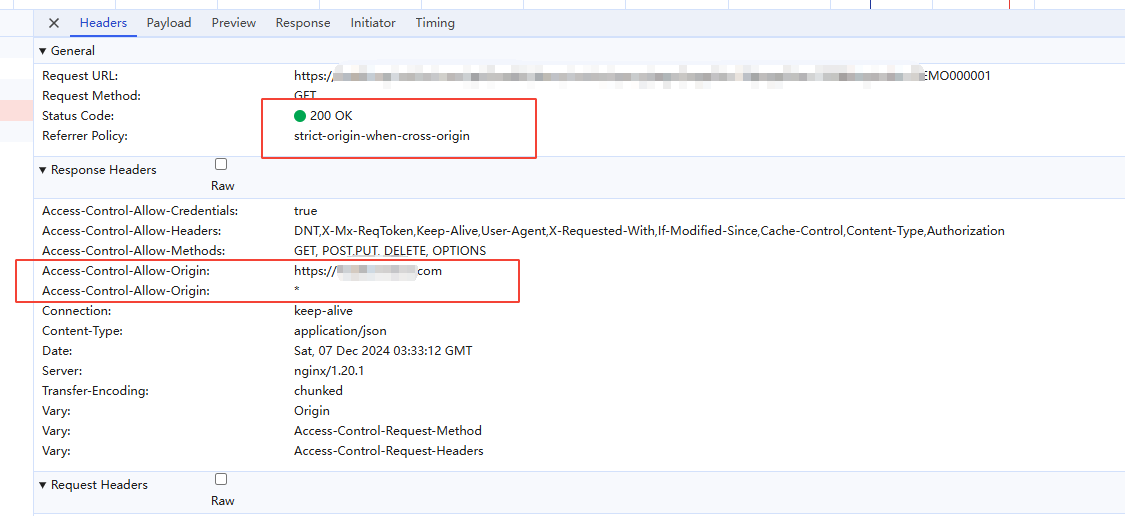 Headers Payload Preview Response Initiator Timing
General
Request URL: https:/ EMO000001
Request Method: GET
Status Code: 200 OK
Referrer Policy: strict-origin-when-cross-origin
Response Headers
Raw
Access-Control-Allow-Credentials: true
Access-Control-Allow-Headers: DNT,X-Mx-ReqToken,Keep-Alive,User-Agent,X-Requested-With,If-Modified-Since,Cache-Control,Content-Type,Authorization
Access-Control-Allow-Methods: GET, POST,PUT, DELETE, OPTIONS
Access-Control-Allow-Origin: https:// com
Access-Control-Allow-Origin: *
Connection: keep-alive
Content-Type: application/json
Date: Sat, 07 Dec 2024 03:33:12 GMT
Server: nginx/1.20.1
Transfer-Encoding: chunked
Vary: Origin
Vary: Access-Control-Request-Method
Vary: Access-Control-Request-Headers
Request Headers
Raw